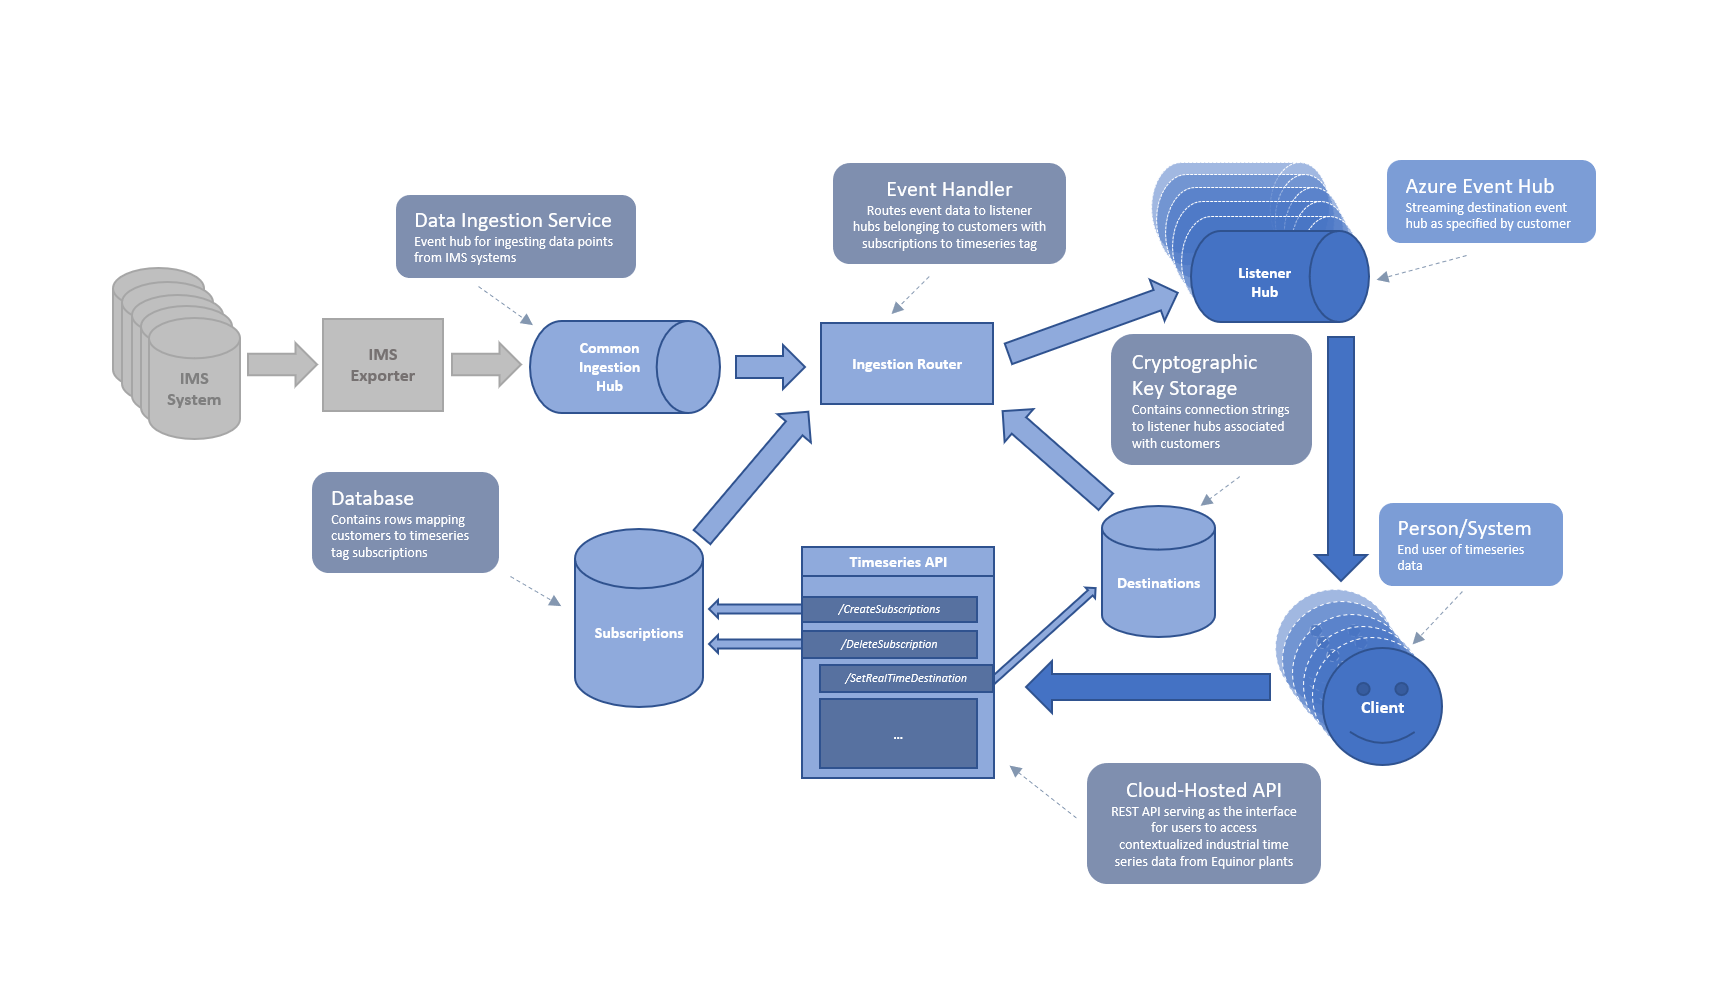 Data Ingestion Service
Event hub for ingesting data points
from IMS systems
Event Handler
Routes event data to listener
hubs belonging to customers with
subscriptions to timeseries tag
Azure Event Hub
Streaming destination event
hub as specified by customer
IMS
System
IMS
Exporter
Common
Ingestion
Hub
Ingestion Router
Listener
Hub
Cryptographic
Key Storage
Contains connection strings
to listener hubs associated
with customers
Database
Contains rows mapping
customers to timeseries
tag subscriptions
Person/System
End user of timeseries
data
Subscriptions
Timeseries API
/CreateSubscriptions
/DeleteSubscription
/SetRealTimeDestination
...
Destinations
Client
Cloud-Hosted API
REST API serving as the interface
for users to access
contextualized industrial time
series data from Equinor plants